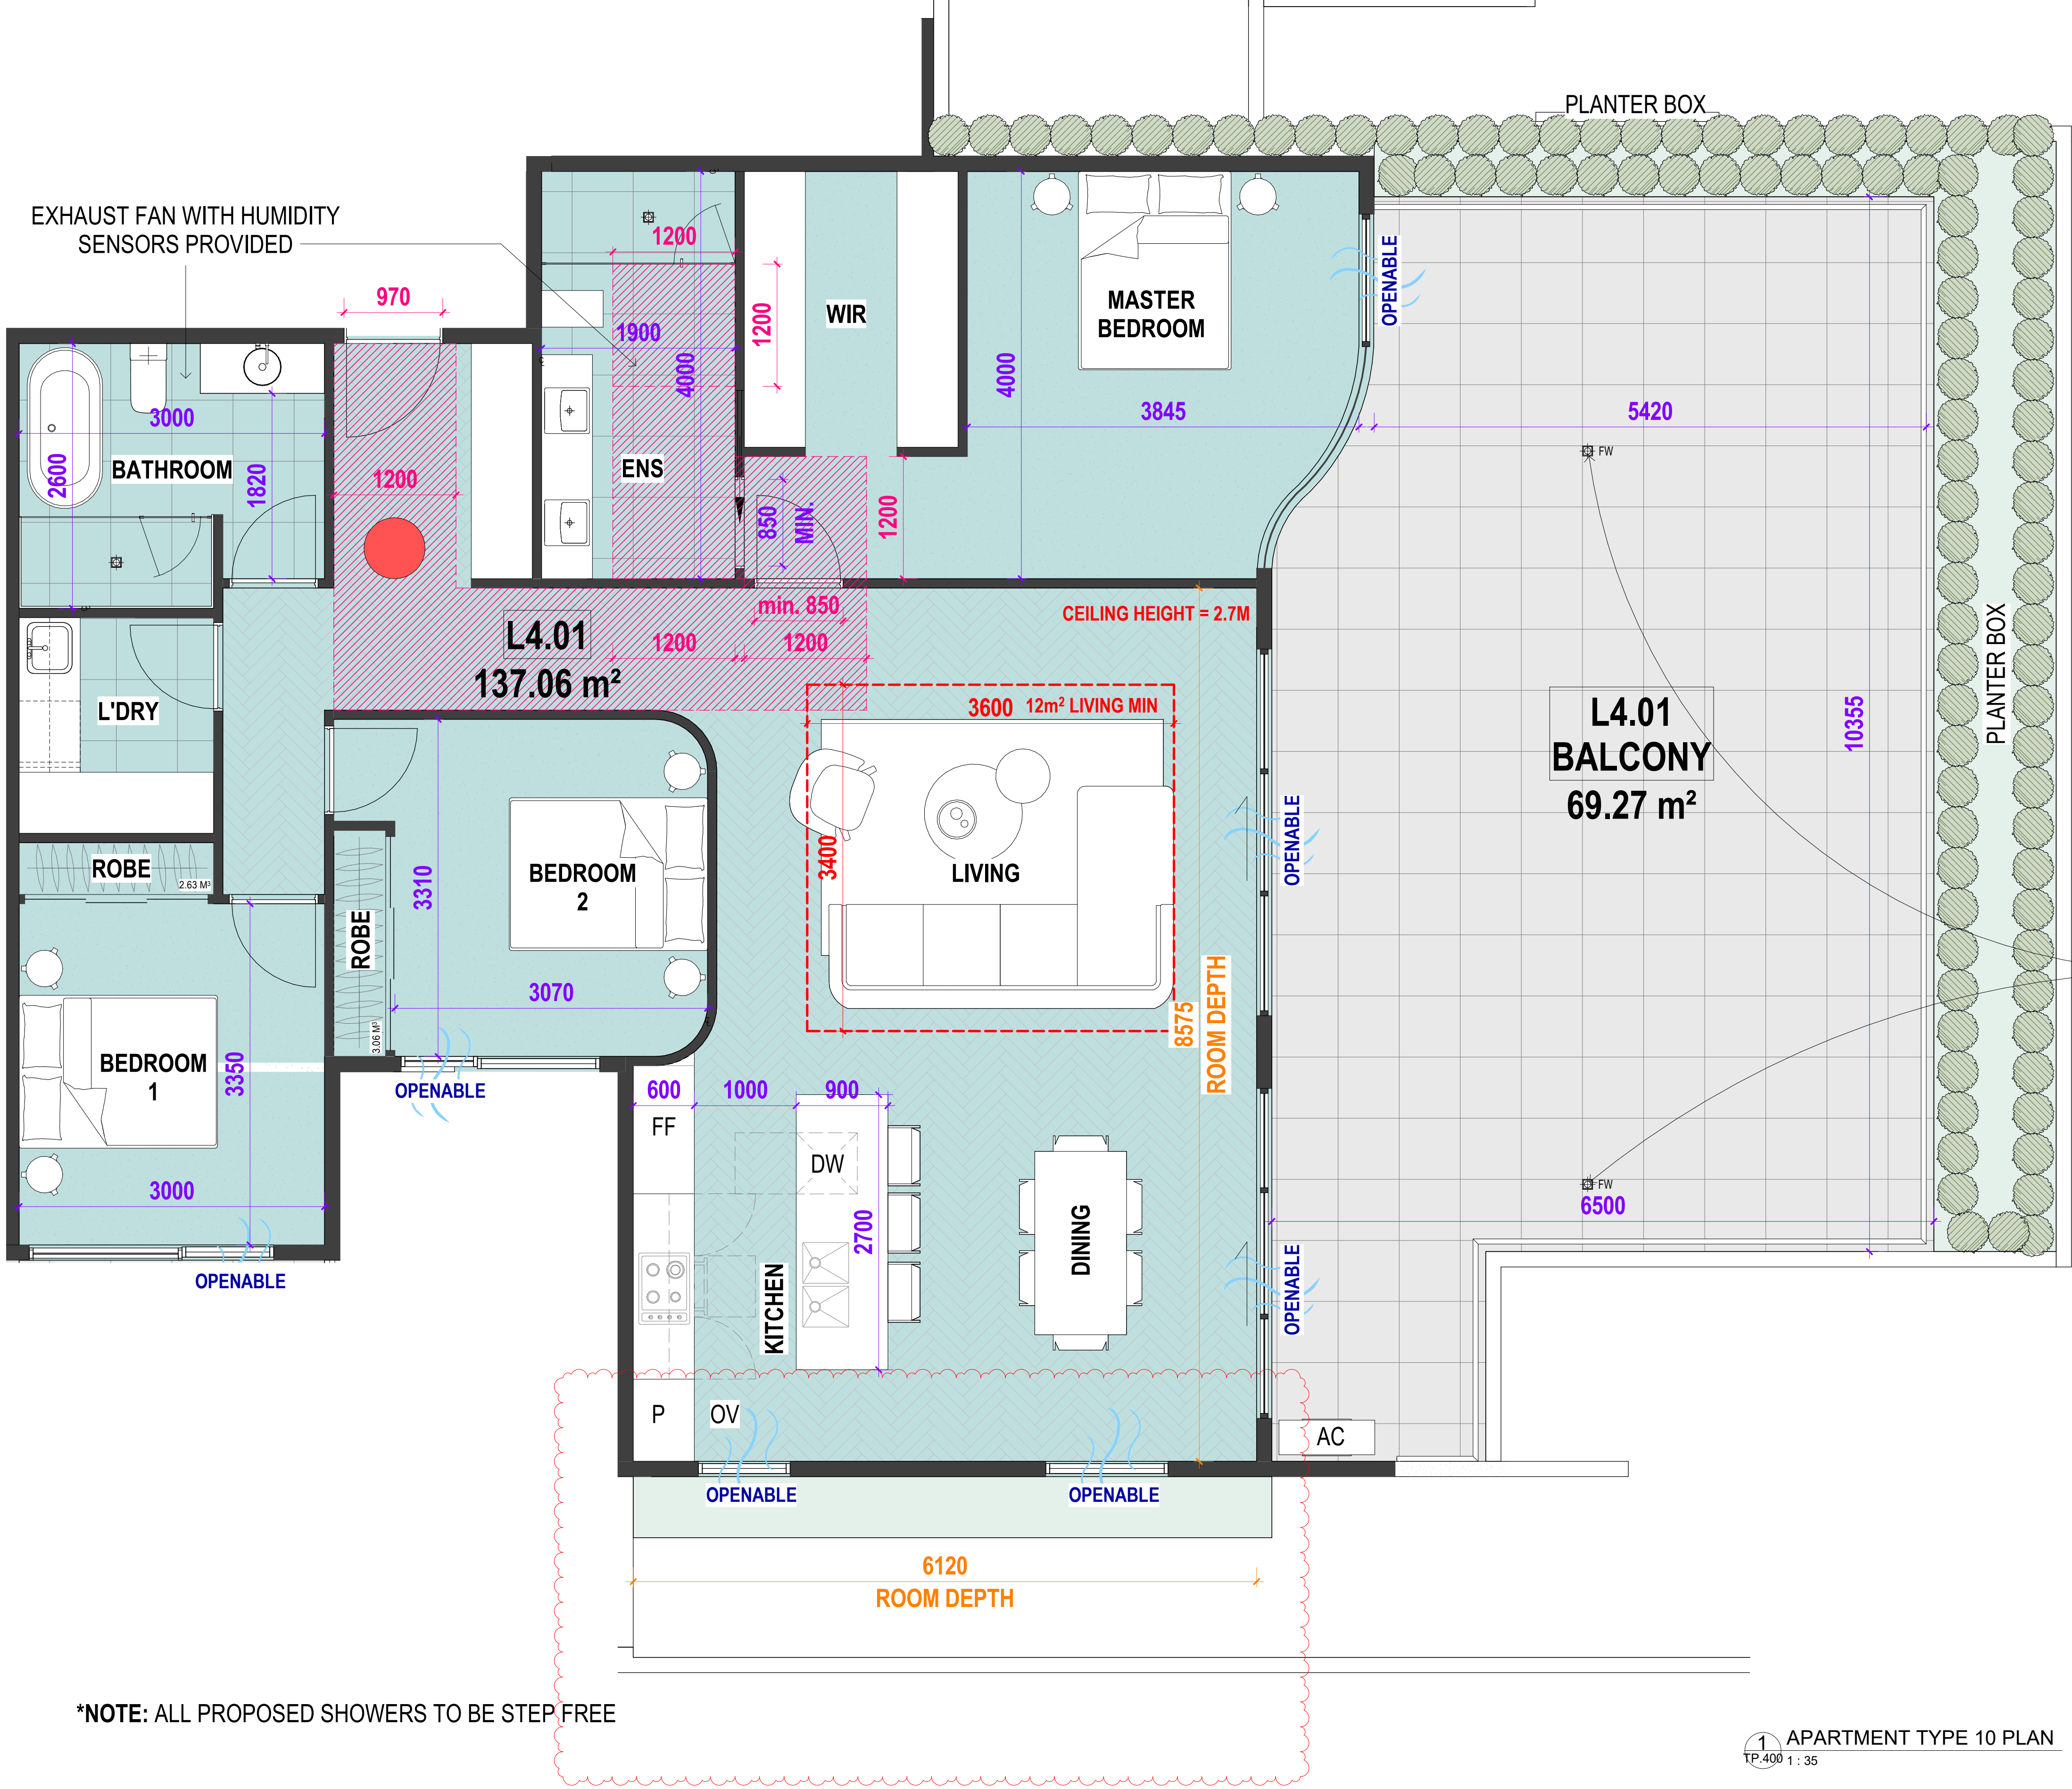 PLANTER BOX
EXHAUST FAN WITH HUMIDITY
SENSORS PROVIDED
970
1200
1200
1900
4000
WIR
MASTER
BEDROOM
4000
3845
OPENABLE
5420
FW
3000
2600
BATHROOM
1820
1200
ENS
850
MIN.
1200
min. 850
1200
1200
CEILING HEIGHT = 2.7M
L4.01
137.06 m²
L'DRY
3600
12m² LIVING MIN
3400
LIVING
OPENABLE
L4.01
BALCONY
69.27 m²
10355
PLANTER BOX
ROBE
2.63 M³
ROBE
3.06 M³
3310
BEDROOM
2
3070
OPENABLE
8575
ROOM DEPTH
BEDROOM
1
3350
3000
OPENABLE
600
1000
900
FF
DW
2700
KITCHEN
DINING
OPENABLE
FW
6500
P
OV
AC
OPENABLE
OPENABLE
6120
ROOM DEPTH
*NOTE: ALL PROPOSED SHOWERS TO BE STEP FREE
1
TP.400
APARTMENT TYPE 10 PLAN
1 : 35